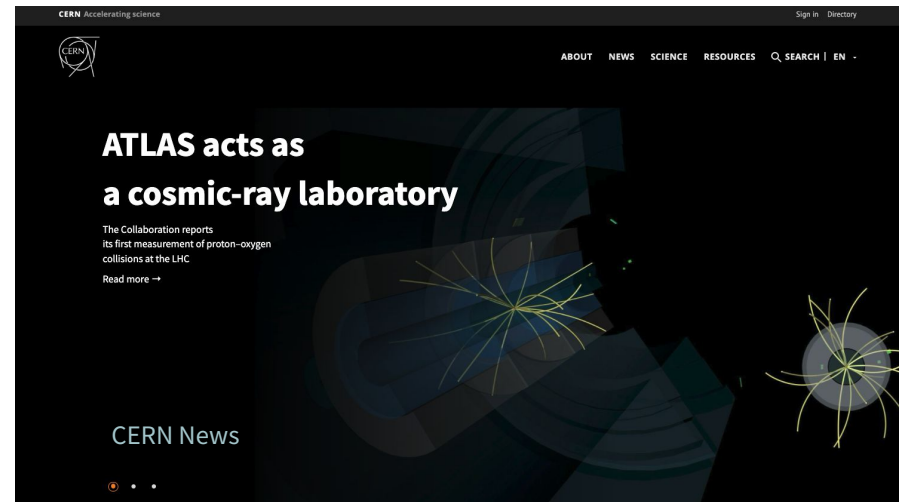 CERN Accelerating science
Sign in Directory
CERN
ABOUT NEWS SCIENCE RESOURCES SEARCH | EN
ATLAS acts as
a cosmic-ray laboratory
The Collaboration reports
its first measurement of proton–oxygen
collisions at the LHC
Read more →
CERN News